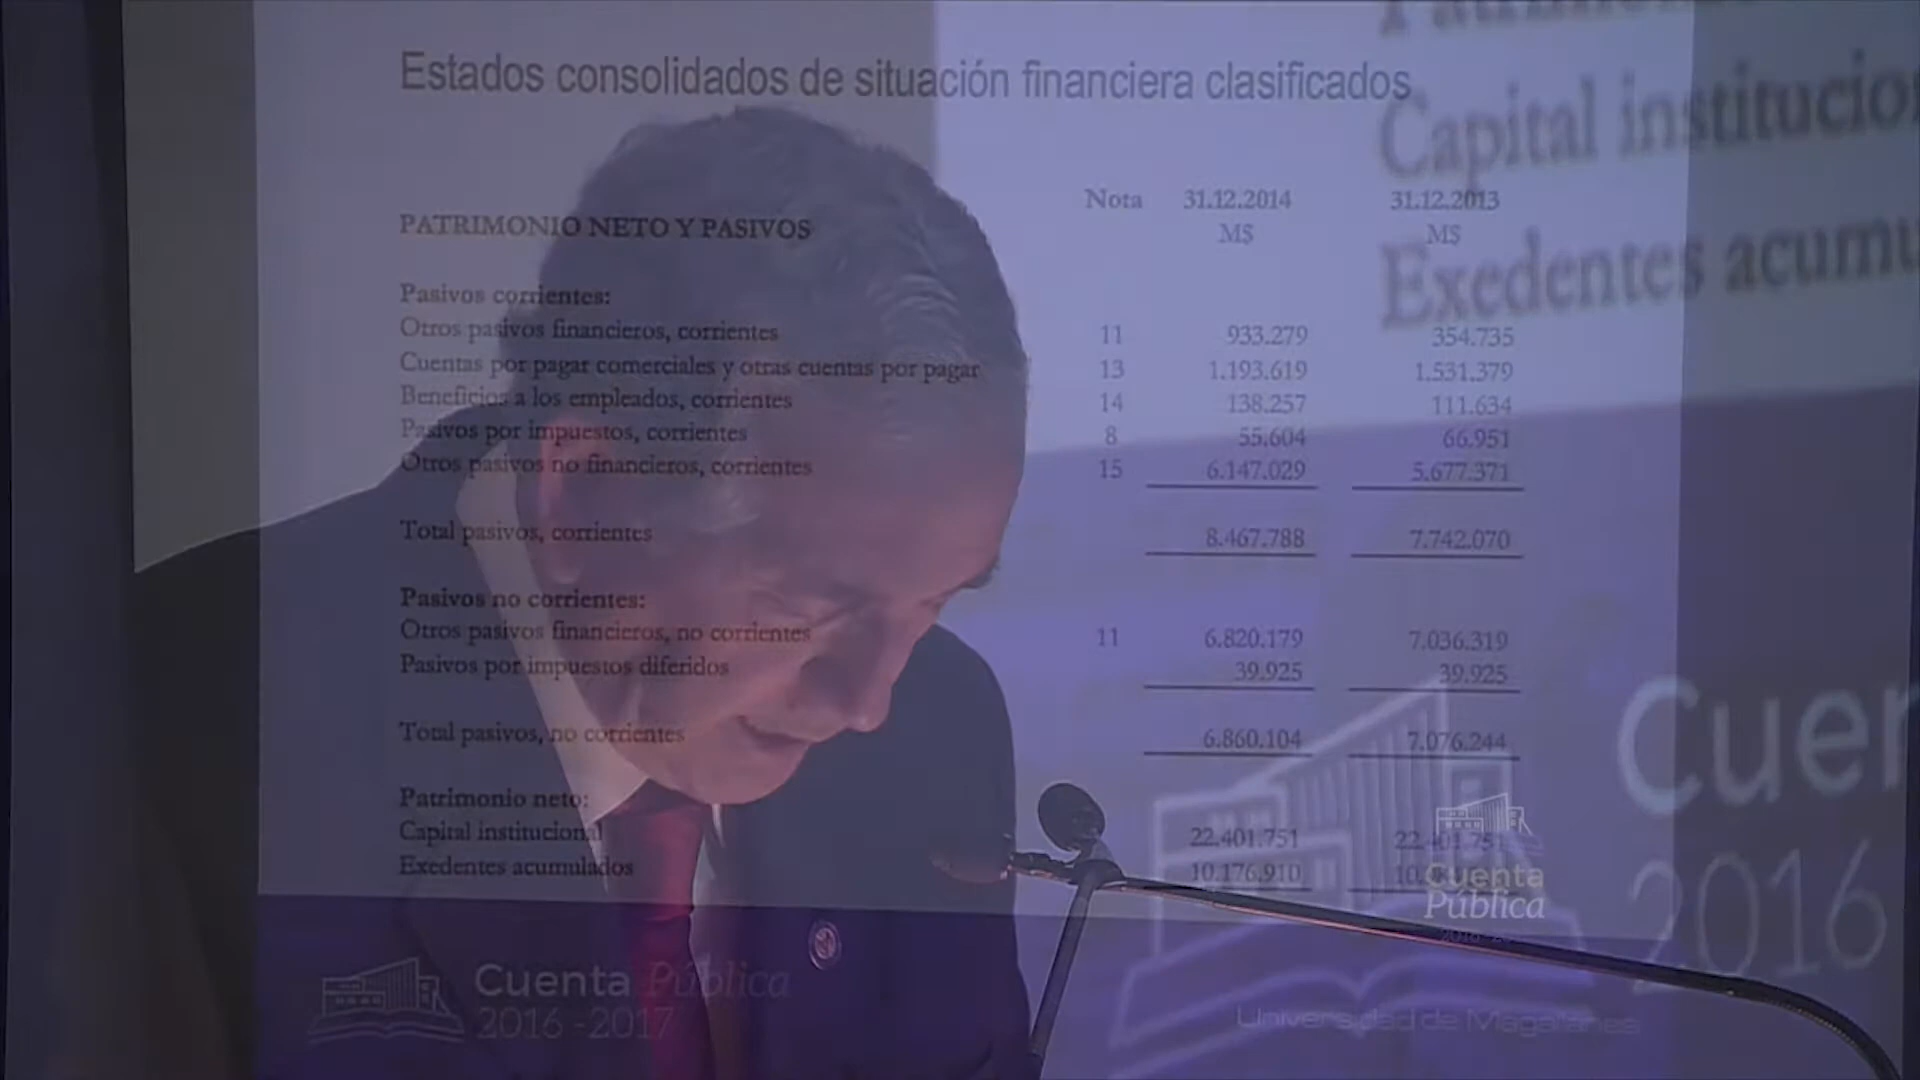 Estados consolidados de situación financiera clasificados
Capital
Exedentes
Nota 31.12.2014 31.12.2013
PATRIMONIO NETO Y PASIVOS M$ M$
Pasivos corrientes:
Otros pasivos financieros, corrientes 11 933.279 354.735
Cuentas por pagar comerciales y otras cuentas por pagar 13 1.193.619 1.531.379
Beneficios a los empleados, corrientes 14 138.257 111.634
Pasivos por impuestos, corrientes 8 55.604 66.951
Otros pasivos no financieros, corrientes 15 6.147.029 5.677.371
Total pasivos, corrientes 8.467.788 7.742.070
Pasivos no corrientes:
Otros pasivos financieros, no corrientes 11 6.820.179 7.036.319
Pasivos por impuestos diferidos 39.925 39.925
Total pasivos, no corrientes 6.860.104 7.076.244
Patrimonio neto:
Capital institucional 22.401.751
Exedentes acumulados 10.176.910
Cuenta Pública
2016-2017
Universidad de Magallanes
Cuenta
Pública
2016